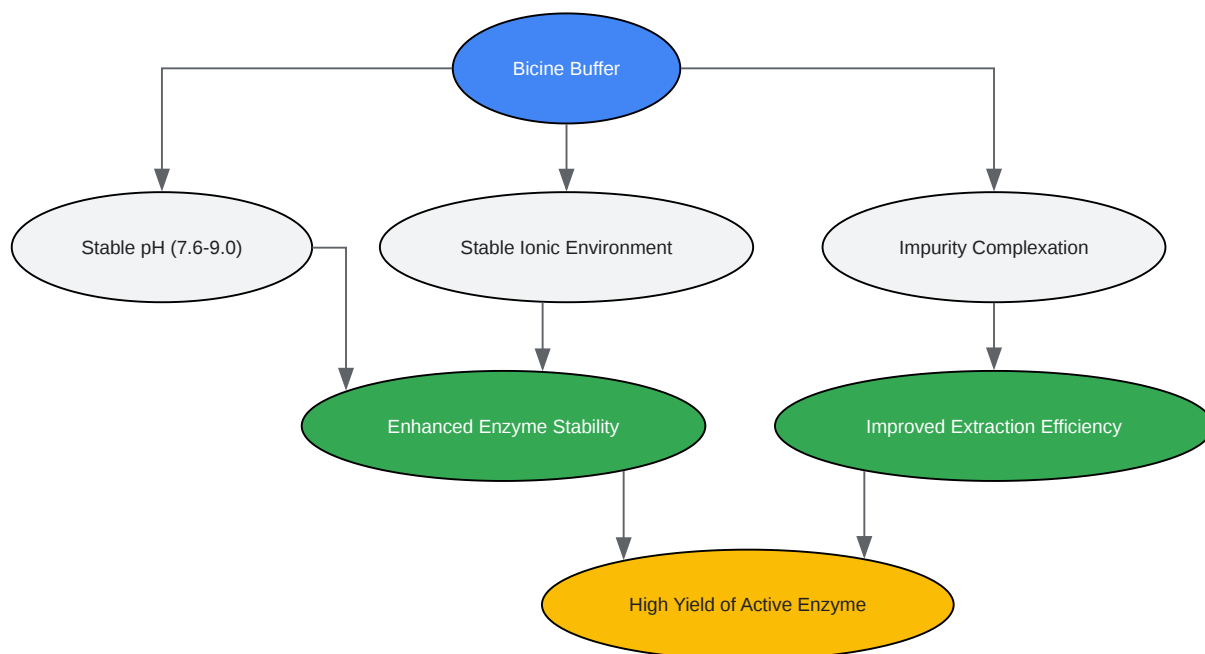 Bicine Buffer
Stable pH (7.6-9.0)
Stable Ionic Environment
Impurity Complexation
Enhanced Enzyme Stability
Improved Extraction Efficiency
High Yield of Active Enzyme